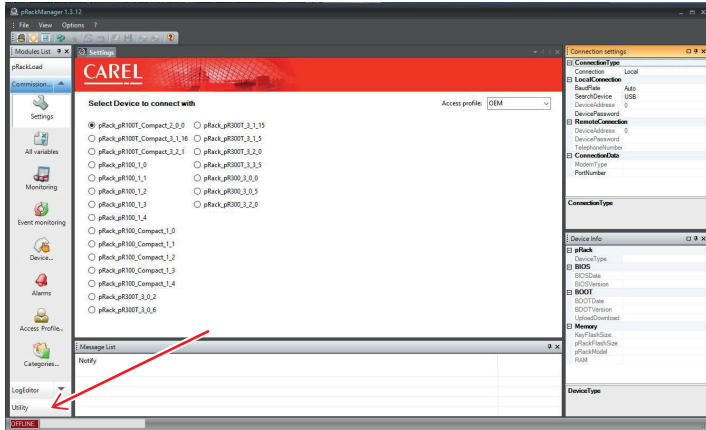 pRackManager 1.3.12
File View Options ?
Modules List
pRackLoad
Commission...
Settings
All variables
Monitoring
Event monitoring
Device...
Alarms
Access Profile..
Categories...
LogEditor
Utility
OFFLINE
Settings
CAREL
Select Device to connect with
Access profile: OEM
pRack_pR100T_Compact_2_0_0 pRack_pR300T_3_1_15
pRack_pR100T_Compact_3_1_16 pRack_pR300T_3_1_5
pRack_pR100T_Compact_3_2_1 pRack_pR300T_3_2_0
pRack_pR100_1_0 pRack_pR300T_3_3_5
pRack_pR100_1_1 pRack_pR300_3_0_0
pRack_pR100_1_2 pRack_pR300_3_0_5
pRack_pR100_1_3 pRack_pR300_3_2_0
pRack_pR100_1_4
pRack_pR100_Compact_1_0
pRack_pR100_Compact_1_1
pRack_pR100_Compact_1_2
pRack_pR100_Compact_1_3
pRack_pR100_Compact_1_4
pRack_pR300T_3_0_2
pRack_pR300T_3_0_6
Message List
Notify
Connection settings
ConnectionType
Connection Local
LocalConnection
BaudRate Auto
SearchDevice USB
DeviceAddress 0
DevicePassword
RemoteConnection
DeviceAddress 0
DevicePassword
TelephoneNumber
ConnectionData
ModemType
PortNumber
ConnectionType
Device Info
pRack
DeviceType
BIOS
BIOSDate
BIOSVersion
BOOT
BOOTDate
BOOTVersion
UploadDownload
Memory
KeyFlashSize
pRackFlashSize
pRackModel
RAM
DeviceType